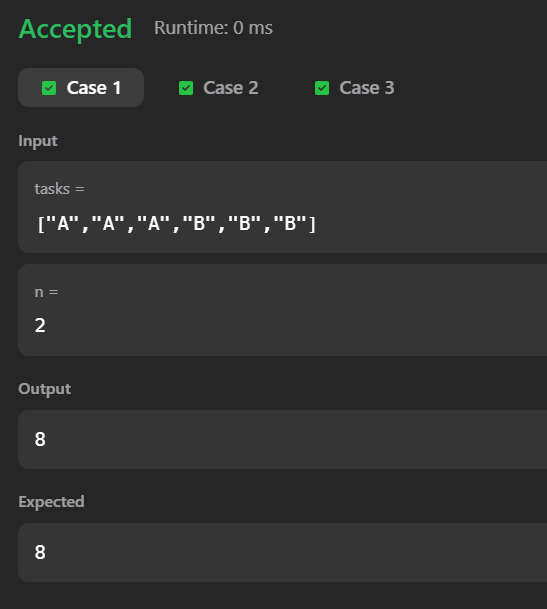 Accepted Runtime: 0 ms
Case 1 Case 2 Case 3
Input
tasks =
["A","A","A","B","B","B"]
n =
2
Output
8
Expected
8